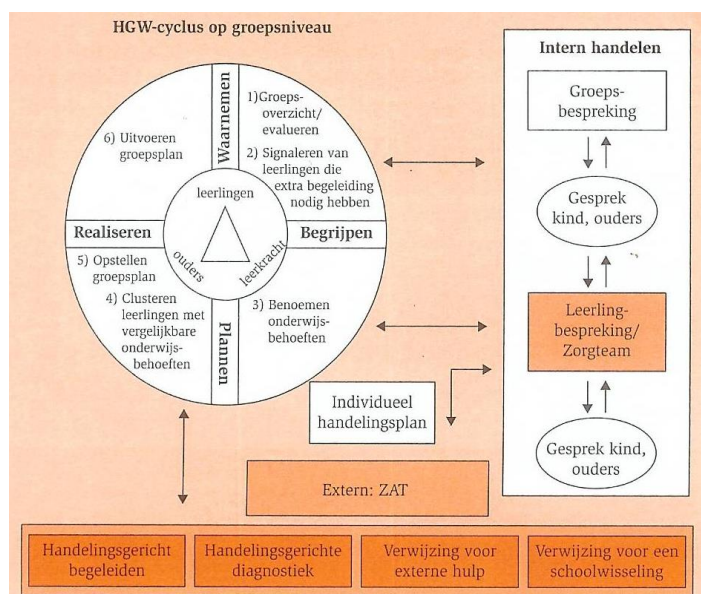 HGW-cyclus op groepsniveau
Waarnemen
1)Groeps-
overzicht/
evalueren
2) Signaleren van
leerlingen die
extra begeleiding
nodig hebben
Begrijpen
3) Benoemen
onderwijs-
behoeften
Plannen
4) Clusteren
leerlingen met
vergelijkbare
onderwijs-
behoeften
5) Opstellen
groepsplan
Realiseren
6) Uitvoeren
groepsplan
leerlingen
ouders
leerkracht
Individueel
handelingsplan
Intern handelen
Groeps-
bespreking
Gesprek
kind, ouders
Leerling-
bespreking/
Zorgteam
Gesprek kind,
ouders
Extern: ZAT
Handelingsgericht
begeleiden
Handelingsgerichte
diagnostiek
Verwijzing voor
externe hulp
Verwijzing voor een
schoolwisseling